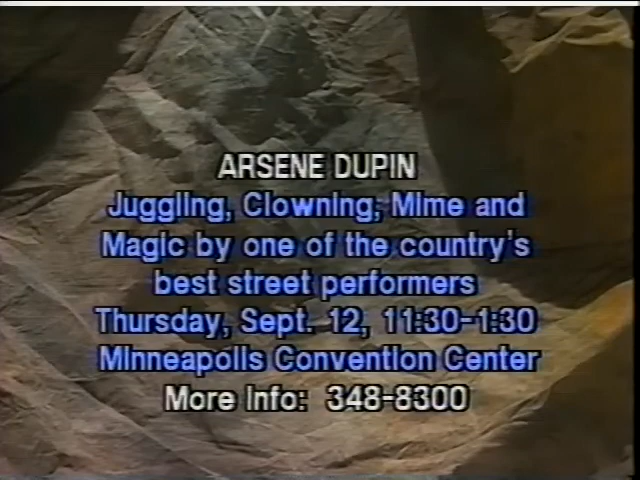 ARSENE DUPIN
Juggling, Clowning, Mime and
Magic by one of the country's
best street performers
Thursday, Sept. 12, 11:30-1:30
Minneapolis Convention Center
More Info: 348-8300